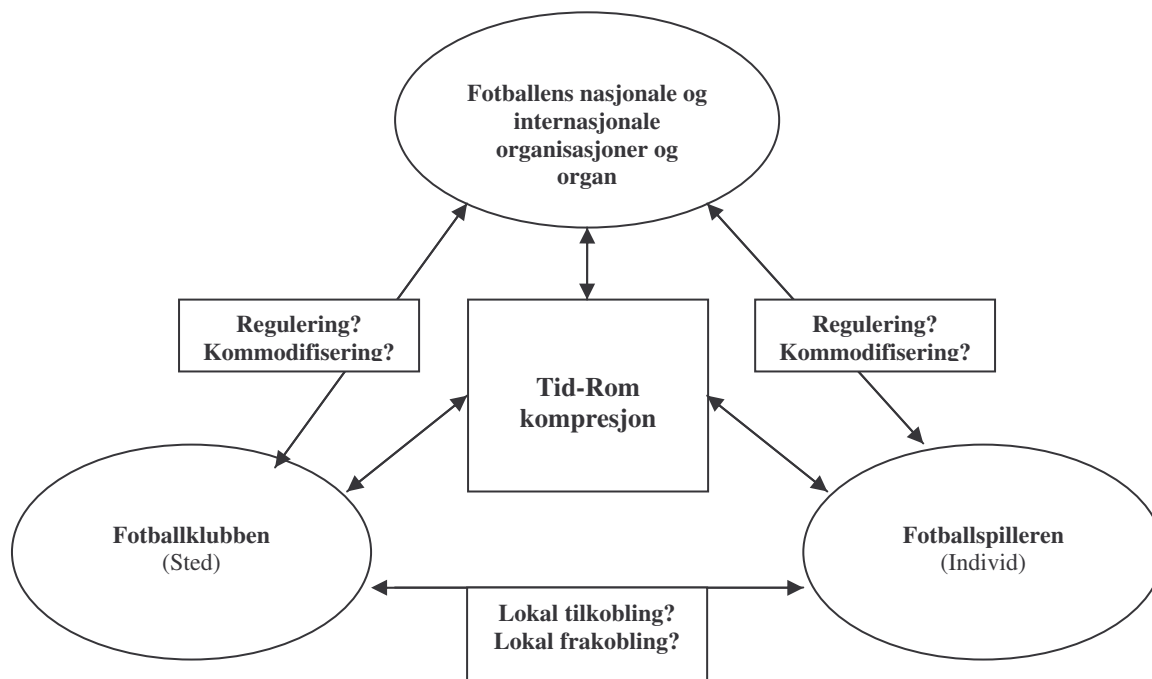 Fotballens nasjonale og
internasjonale
organisasjoner og
organ
Regulering?
Kommodifisering?
Regulering?
Kommodifisering?
Tid-Rom
kompresjon
Fotballklubben
(Sted)
Fotballspilleren
(Individ)
Lokal tilkobling?
Lokal frakobling?